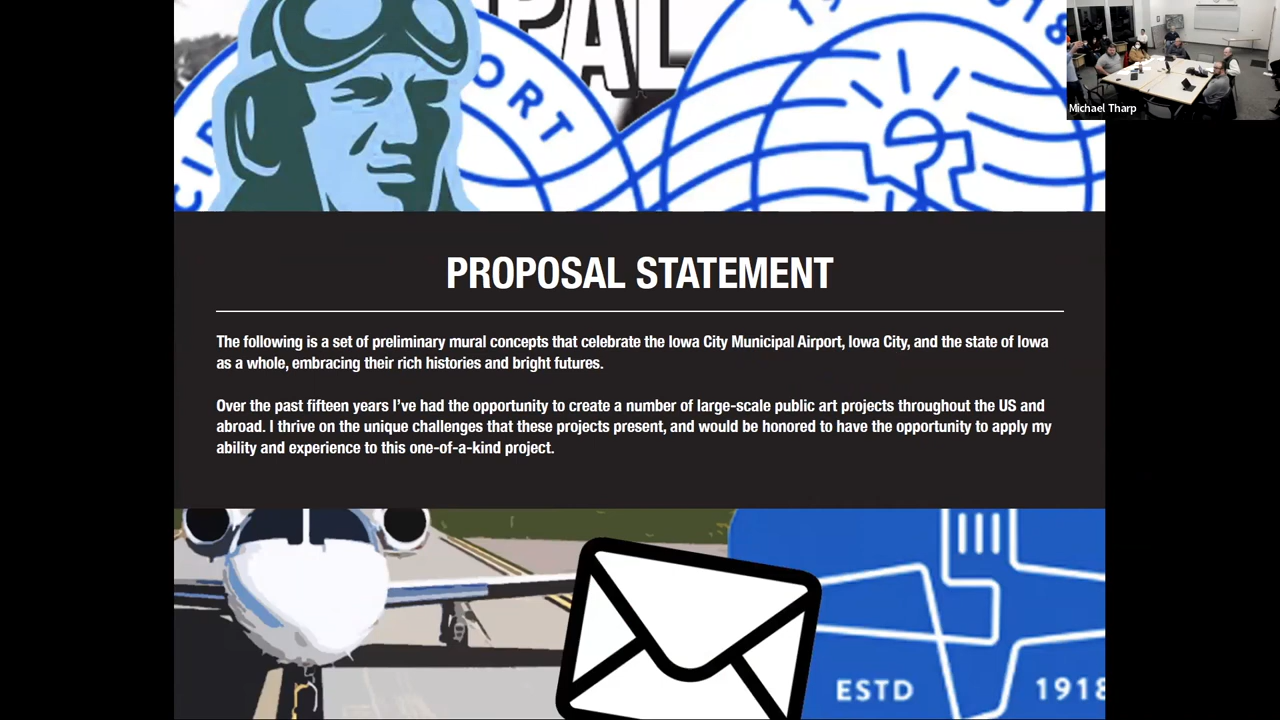 PAL
CI
ORT
19
2018
Michael Tharp
PROPOSAL STATEMENT
The following is a set of preliminary mural concepts that celebrate the Iowa City Municipal Airport, Iowa City, and the state of Iowa
as a whole, embracing their rich histories and bright futures.
Over the past fifteen years I've had the opportunity to create a number of large-scale public art projects throughout the US and
abroad. I thrive on the unique challenges that these projects present, and would be honored to have the opportunity to apply my
ability and experience to this one-of-a-kind project.
ESTD
1918